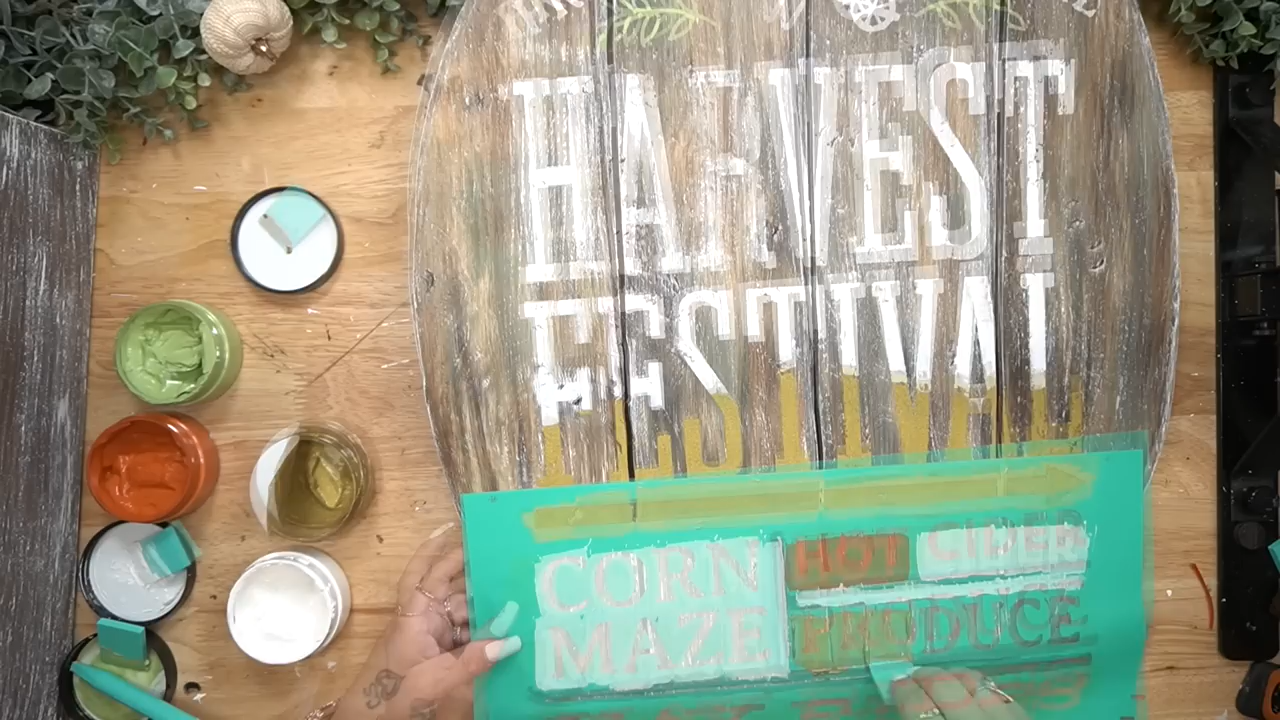 HARVEST
FESTIVAL
CORN
MAZE
HOT CIDER
PRODUCE